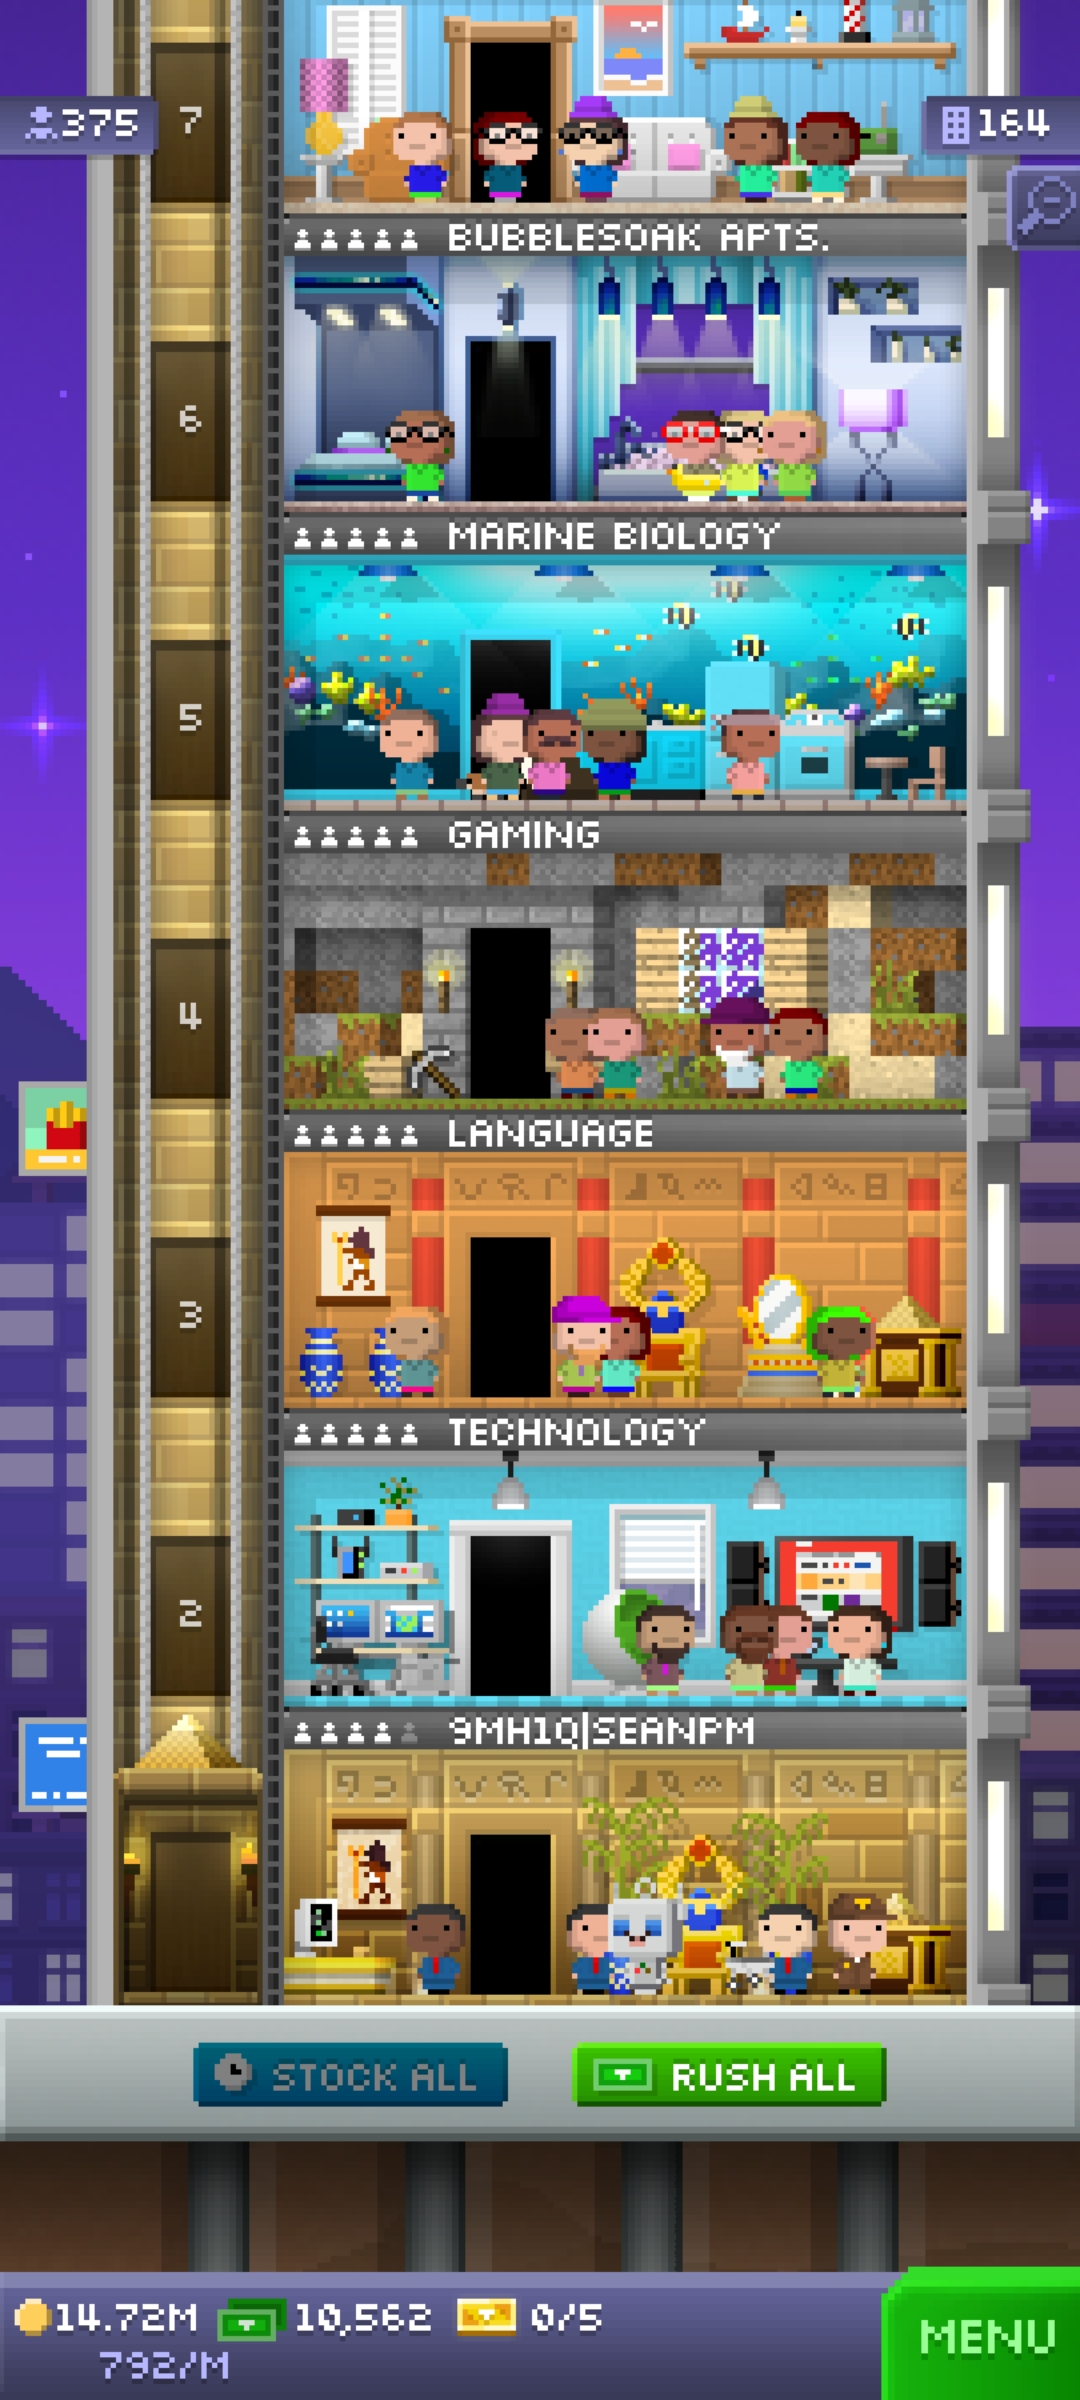 375
7
164
BUBBLESOAK APTS.
6
MARINE BIOLOGY
5
GAMING
4
LANGUAGE
3
TECHNOLOGY
2
9MH1Q|SEANPM
STOCK ALL
RUSH ALL
14.72M
10,562
0/5
792/M
MENU